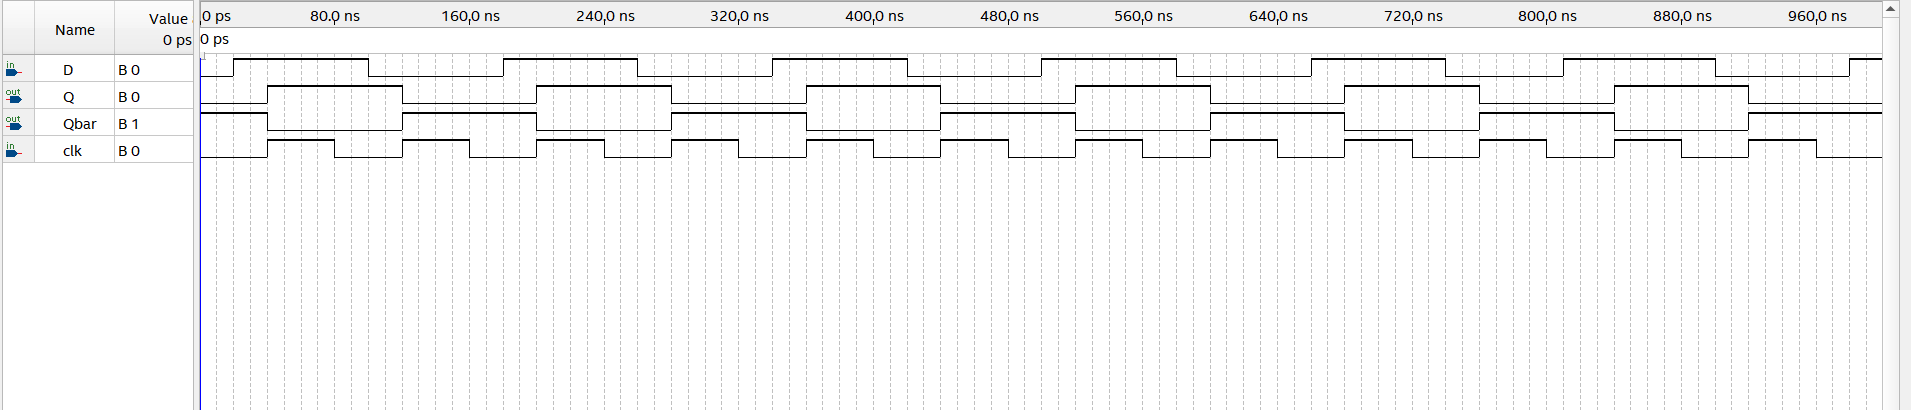 Name Value 0 ps 80,0 ns 160,0 ns 240,0 ns 320,0 ns 400,0 ns 480,0 ns 560,0 ns 640,0 ns 720,0 ns 800,0 ns 880,0 ns 960,0 ns
0 ps 0 ps
in D B 0
out Q B 0
out Qbar B 1
in clk B 0